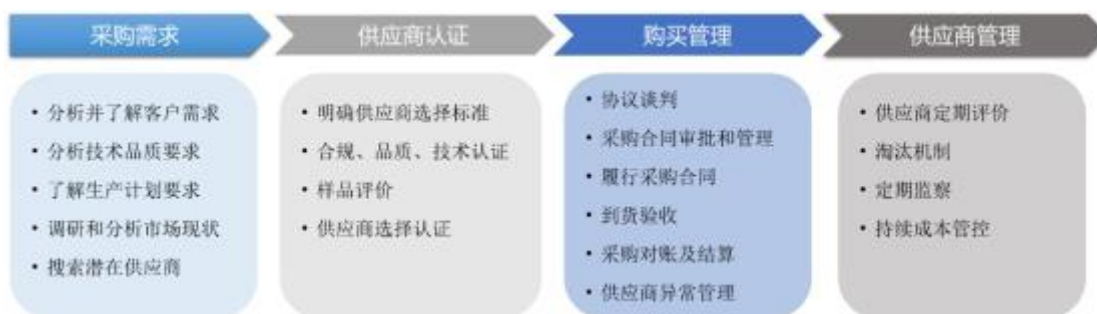 采购需求
供应商认证
购买管理
供应商管理
• 分析并了解客户需求
• 分析技术品质要求
• 了解生产计划要求
• 调研和分析市场现状
• 搜索潜在供应商
• 明确供应商选择标准
• 合规、品质、技术认证
• 样品评价
• 供应商选择认证
• 协议谈判
• 采购合同审批和管理
• 履行采购合同
• 到货验收
• 采购对账及结算
• 供应商异常管理
• 供应商定期评价
• 淘汰机制
• 定期监察
• 持续成本管控